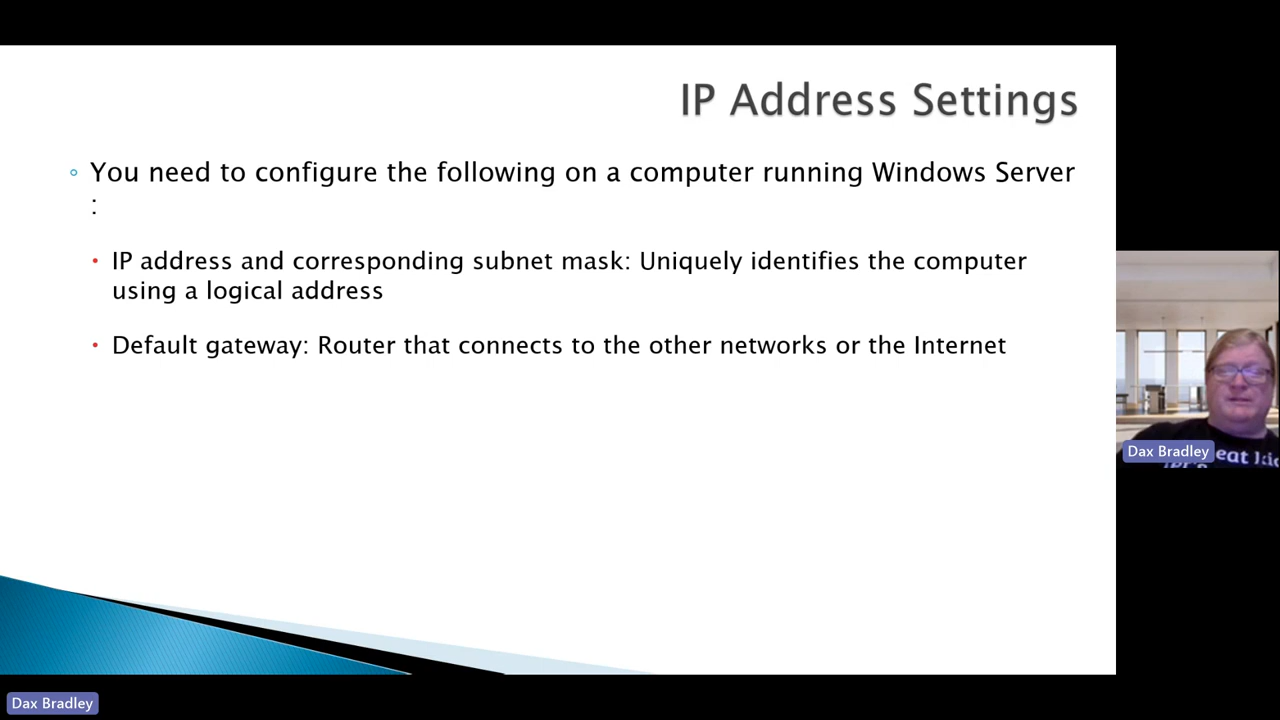 IP Address Settings
◦ You need to configure the following on a computer running Windows Server
:
• IP address and corresponding subnet mask: Uniquely identifies the computer
using a logical address
• Default gateway: Router that connects to the other networks or the Internet
Dax Bradley
Dax Bradley